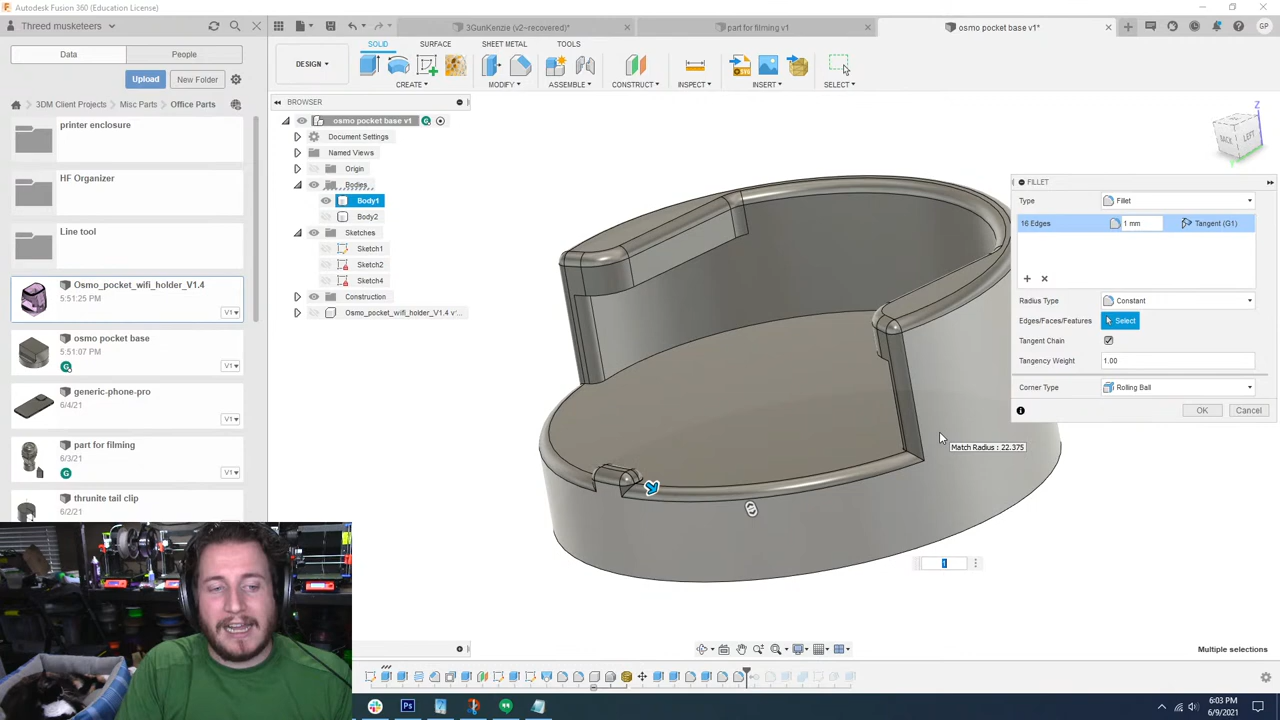 Autodesk Fusion 360 (Education License)
Threed musketeers
3GunKenzie (v2~recovered)*
part for filming v1
osmo pocket base v1*
GP
Data
People
Upload
New Folder
3DM Client Projects
Misc Parts
Office Parts
printer enclosure
HF Organizer
Line tool
Osmo_pocket_wifi_holder_V1.4
5:51:25 PM
V1
osmo pocket base
5:51:07 PM
G
V1
generic-phone-pro
6/4/21
V1
part for filming
6/3/21
G
V1
thrunite tail clip
6/2/21
V1
DESIGN
SOLID
SURFACE
SHEET METAL
TOOLS
CREATE
MODIFY
ASSEMBLE
CONSTRUCT
INSPECT
INSERT
SELECT
BROWSER
osmo pocket base v1
G
Document Settings
Named Views
Origin
Bodies
Body1
Body2
Sketches
Sketch1
Sketch2
Sketch4
Construction
Osmo_pocket_wifi_holder_V1.4 v'...
Z
BACK
LEFT
FILLET
Type
Fillet
16 Edges
1 mm
Tangent (G1)
Radius Type
Constant
Edges/Faces/Features
Select
Tangent Chain
Tangency Weight
1.00
Corner Type
Rolling Ball
OK
Cancel
Match Radius : 22.375
1
Multiple selections
Ps
6:03 PM
6/9/2021